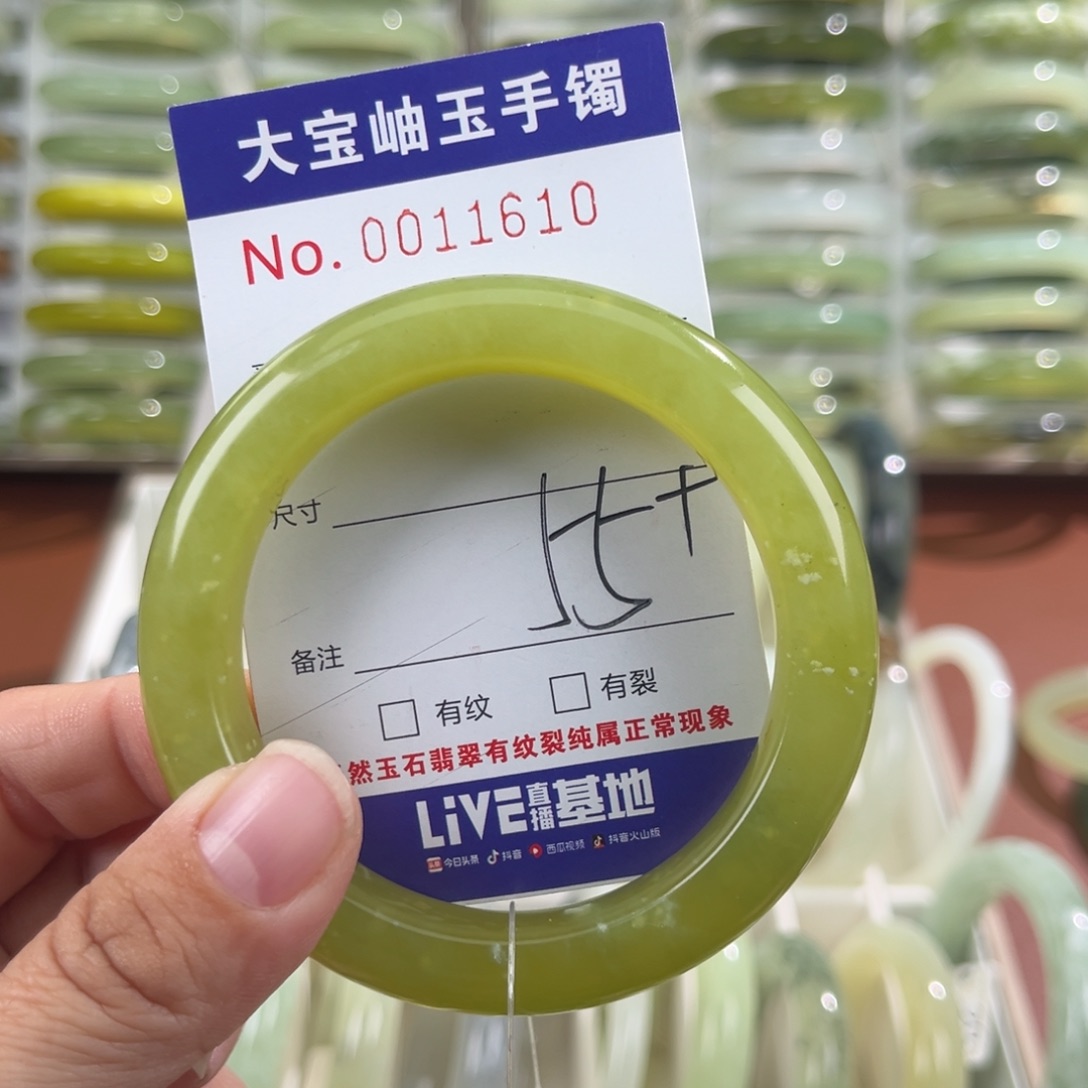 大宝岫玉手镯
No. 0011610
尺寸
55+
备注
有纹 有裂
然玉石翡翠有纹裂纯属正常现象
LiVE直播基地
今日头条 抖音 西瓜视频 抖音火山版